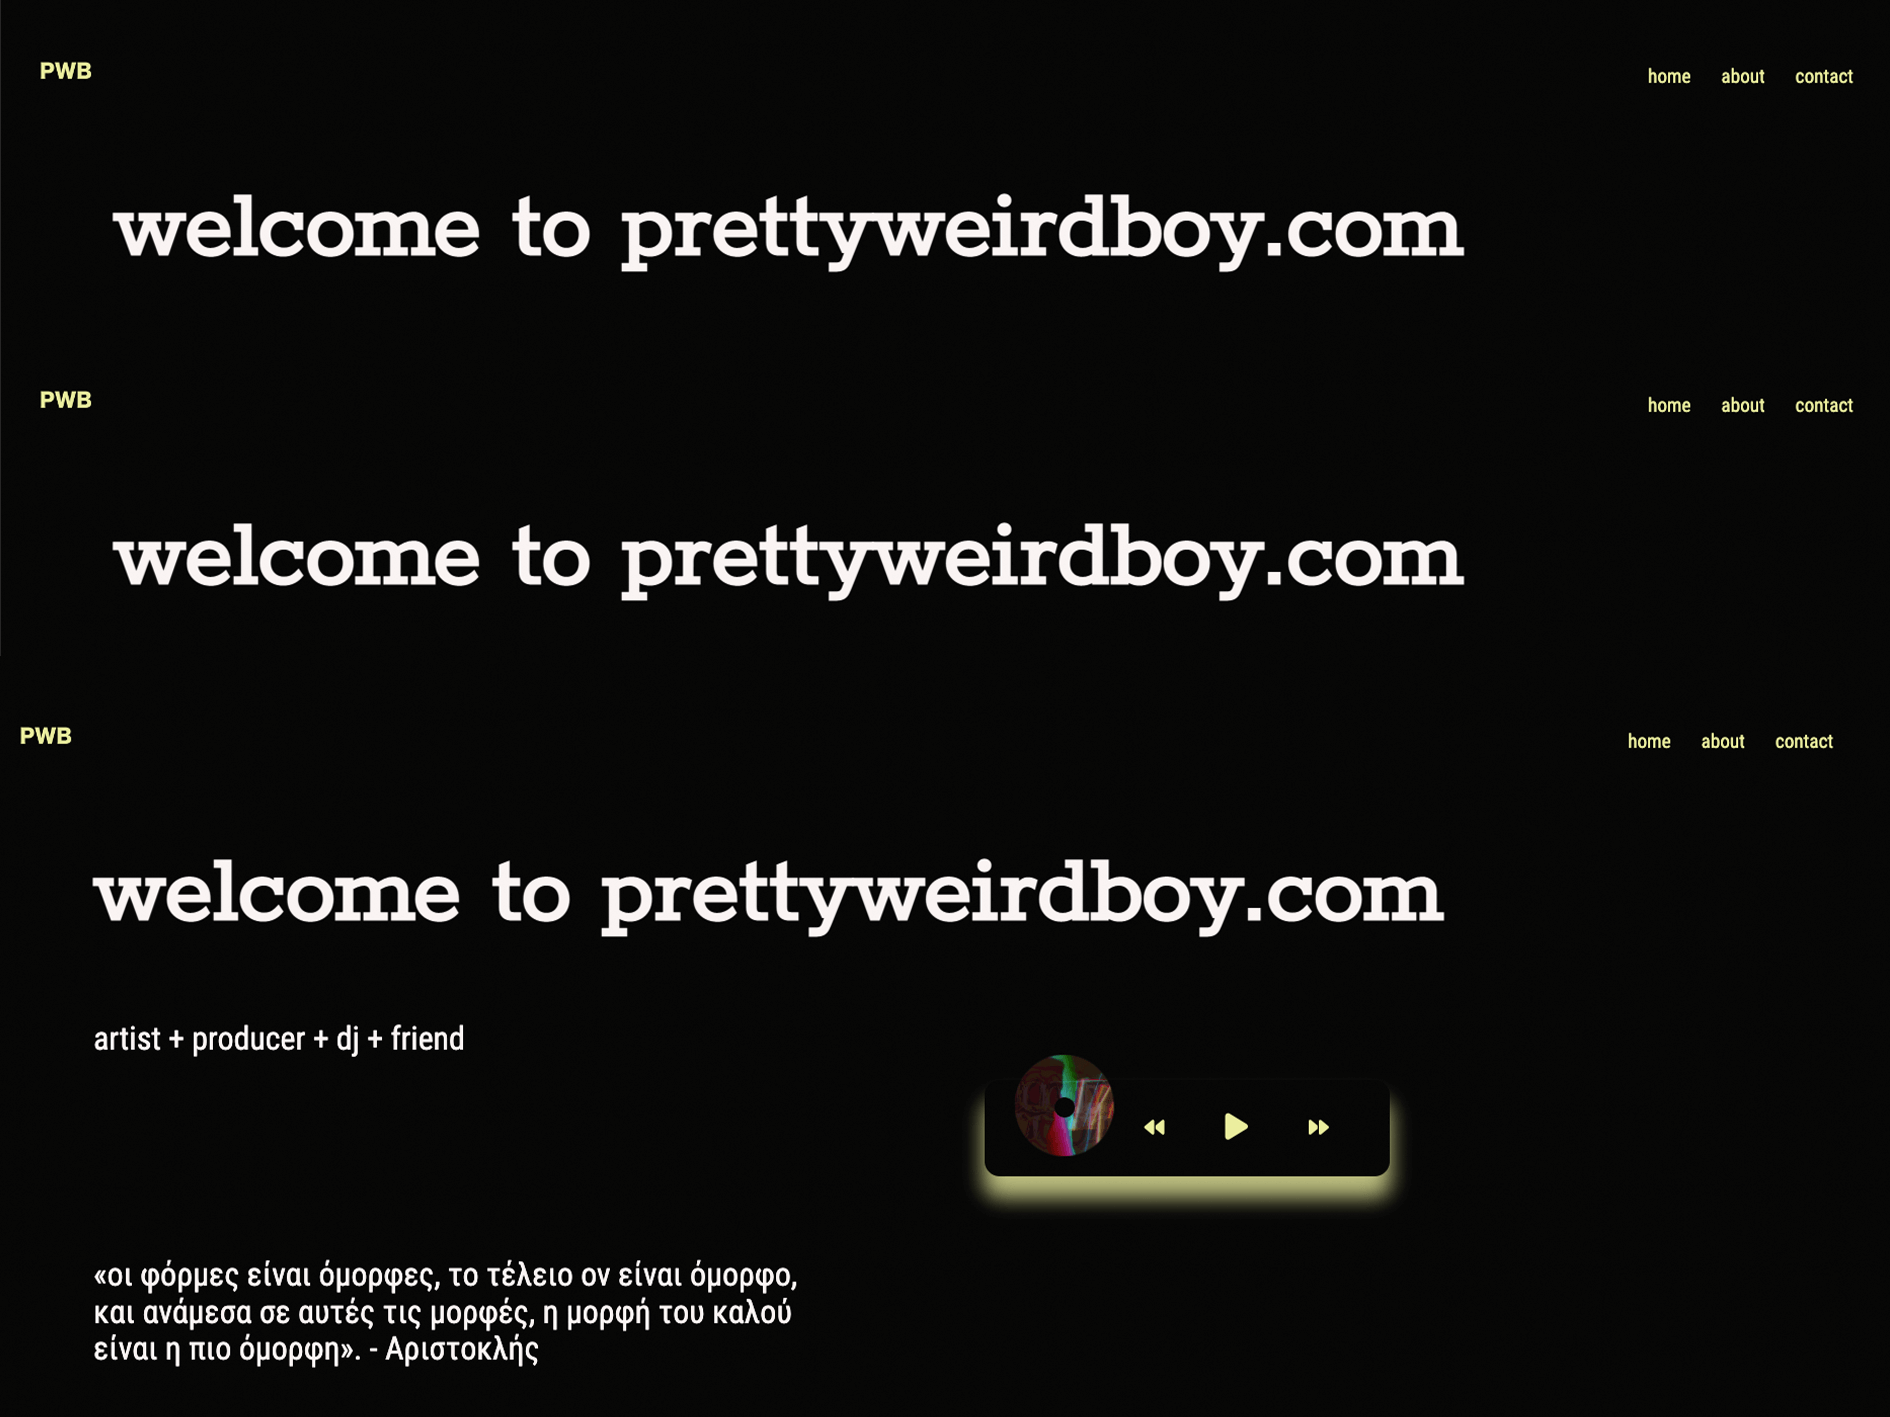 PWB
home about contact
welcome to prettyweirdboy.com
PWB
home about contact
welcome to prettyweirdboy.com
PWB
home about contact
welcome to prettyweirdboy.com
artist + producer + dj + friend
«οι φόρμες είναι όμορφες, το τέλειο ον είναι όμορφο,
και ανάμεσα σε αυτές τις μορφές, η μορφή του καλού
είναι η πιο όμορφη». - Αριστοκλής